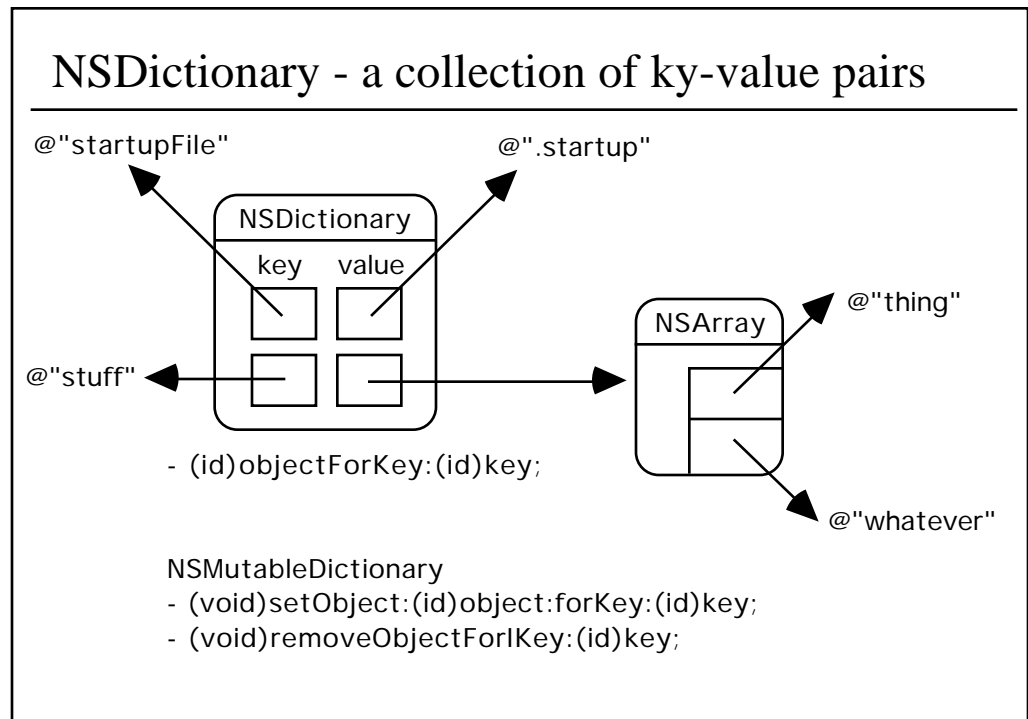 NSDictionary - a collection of ky-value pairs
@"startupFile"
@".startup"
NSDictionary
key value
@"thing"
NSArray
@"stuff"
- (id)objectForKey:(id)key;
@"whatever"
NSMutableDictionary
- (void)setObject:(id)object:forKey:(id)key;
- (void)removeObjectForIKey:(id)key;